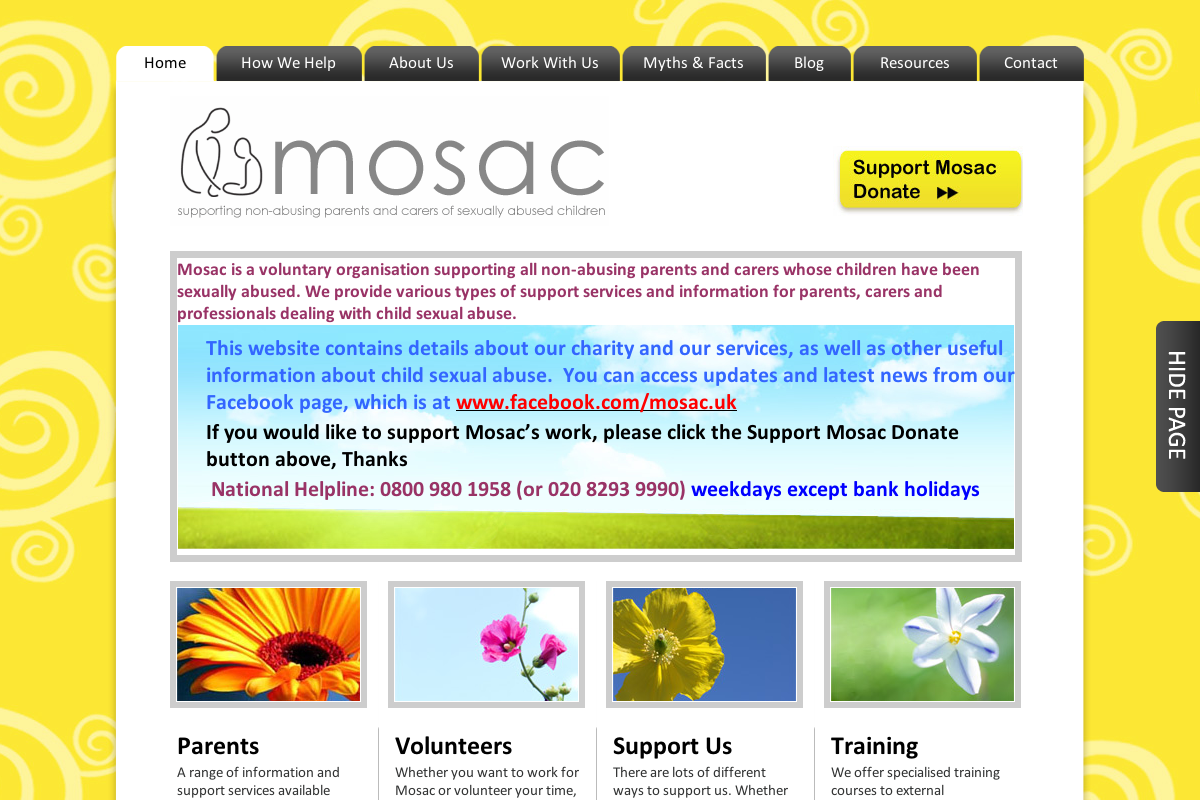 Home
How We Help
About Us
Work With Us
Myths & Facts
Blog
Resources
Contact
mosac
supporting non-abusing parents and carers of sexually abused children
Support Mosac
Donate
Mosac is a voluntary organisation supporting all non-abusing parents and carers whose children have been
sexually abused. We provide various types of support services and information for parents, carers and
professionals dealing with child sexual abuse.
This website contains details about our charity and our services, as well as other useful
information about child sexual abuse.  You can access updates and latest news from our
Facebook page, which is at www.facebook.com/mosac.uk
If you would like to support Mosac’s work, please click the Support Mosac Donate
button above, Thanks
National Helpline: 0800 980 1958 (or 020 8293 9990) weekdays except bank holidays
HIDE PAGE
Parents
A range of information and
support services available
Volunteers
Whether you want to work for
Mosac or volunteer your time,
Support Us
There are lots of different
ways to support us. Whether
Training
We offer specialised training
courses to external